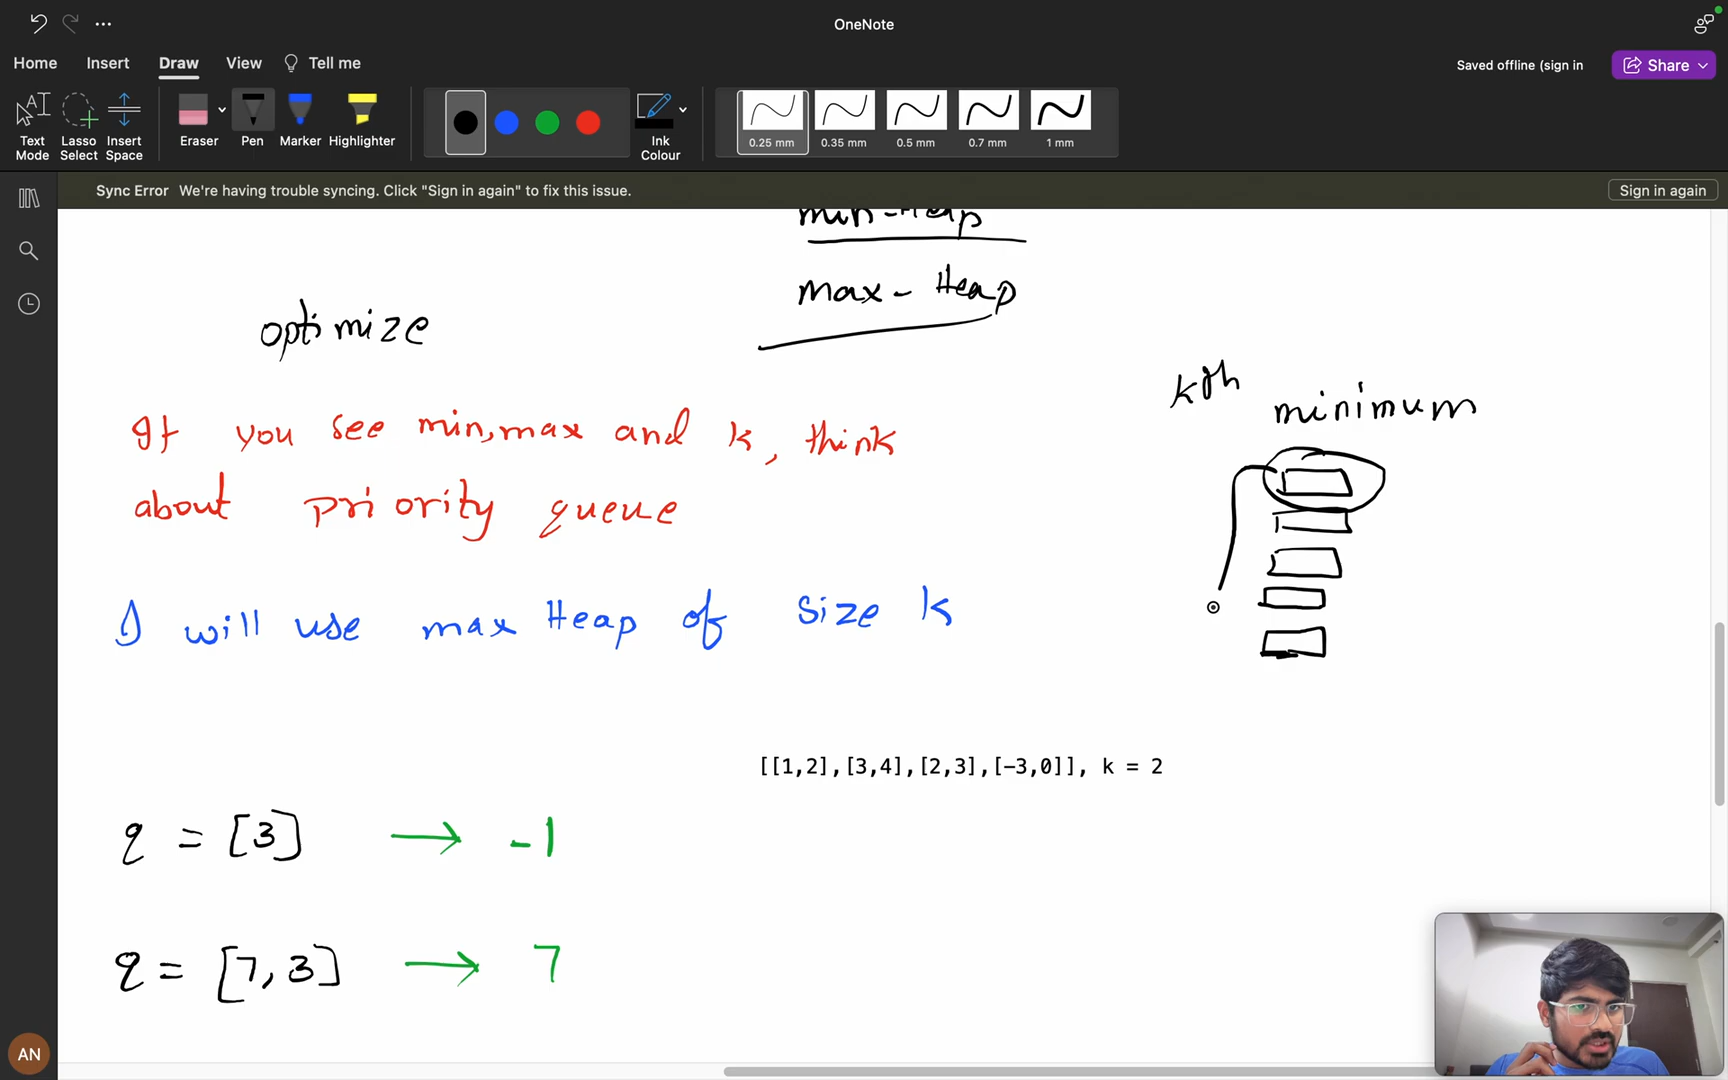 OneNote
Home Insert Draw View Tell me
Saved offline (sign in
Share
Text Mode
Lasso Select
Insert Space
Eraser
Pen
Marker
Highlighter
Ink Colour
0.25 mm
0.35 mm
0.5 mm
0.7 mm
1 mm
Sync Error We're having trouble syncing. Click "Sign in again" to fix this issue.
Sign in again
min-Heap
max - Heap
optimize
kth
minimum
If you see min,max and k, think
about priority queue
I will use max Heap of size k
[[1,2],[3,4],[2,3],[-3,0]], k = 2
q = [3] → -1
q = [7,3] → 7
AN